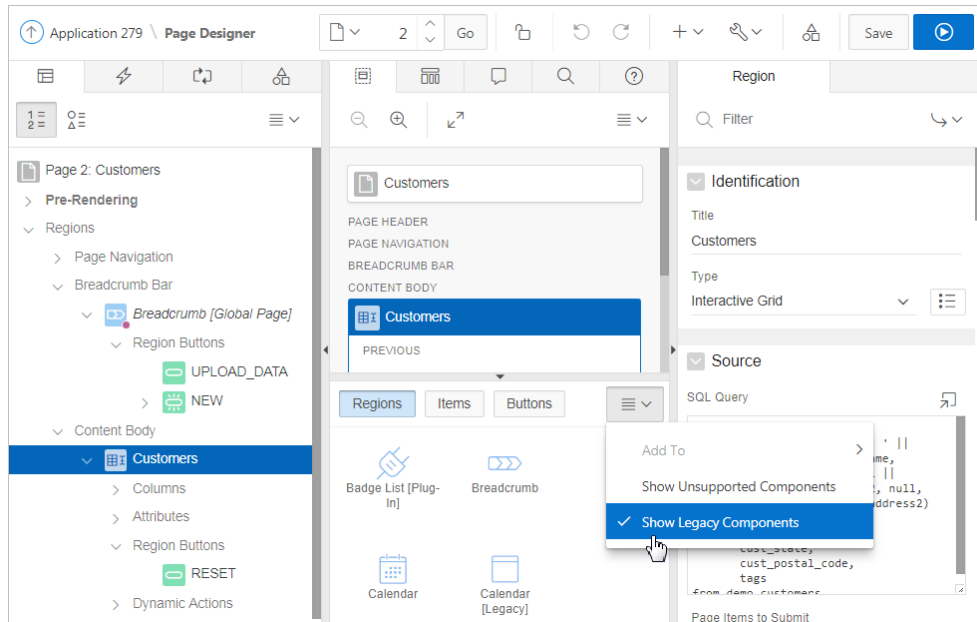 Application 279 \ Page Designer
2
Go
Save
Page 2: Customers
Pre-Rendering
Regions
Page Navigation
Breadcrumb Bar
Breadcrumb [Global Page]
Region Buttons
UPLOAD_DATA
NEW
Content Body
Customers
Columns
Attributes
Region Buttons
RESET
Dynamic Actions
Customers
PAGE HEADER
PAGE NAVIGATION
BREADCRUMB BAR
CONTENT BODY
Customers
PREVIOUS
Regions
Items
Buttons
Badge List [Plug-
In]
Breadcrumb
Calendar
Calendar
[Legacy]
Add To
Show Unsupported Components
Show Legacy Components
Region
Filter
Identification
Title
Customers
Type
Interactive Grid
Source
SQL Query
' ||
me,
||
, null,
ddress2)
cust_state,
cust_postal_code,
tags
from demo_customers
Page Items to Submit